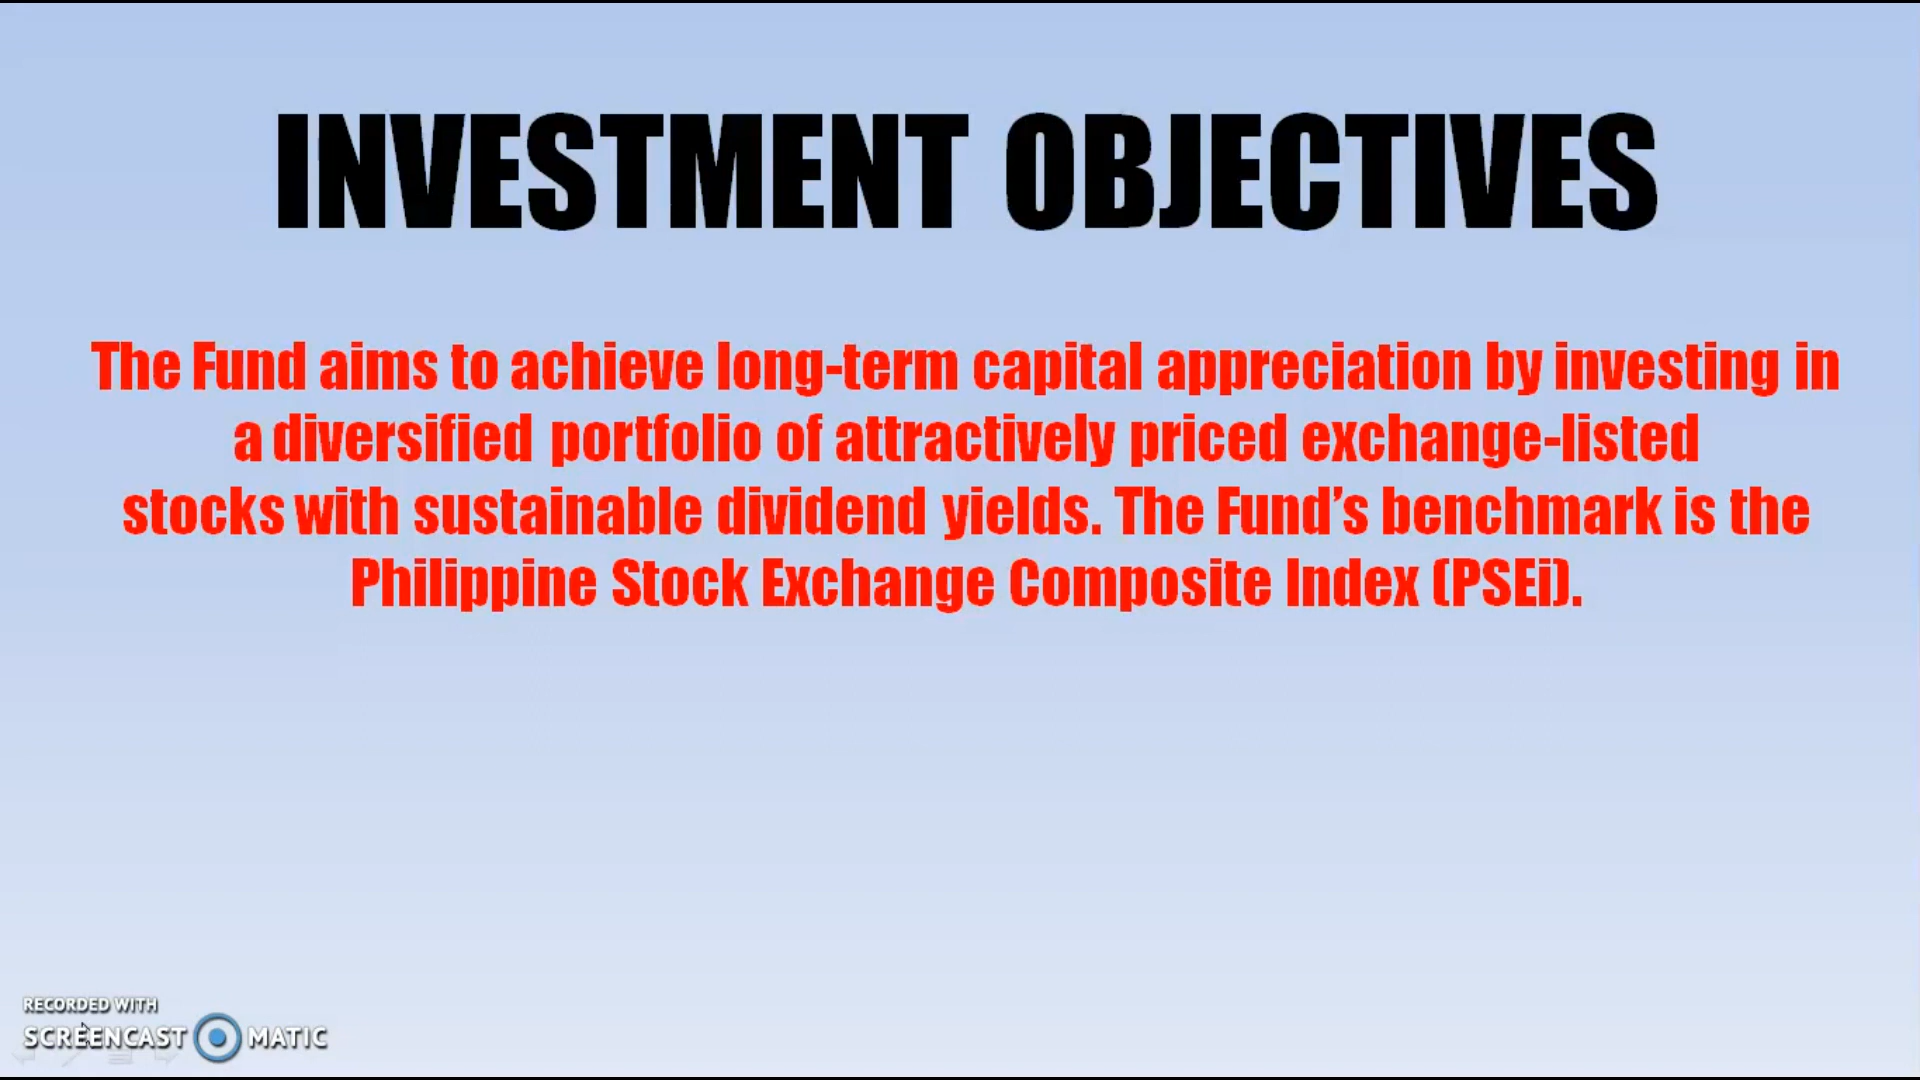 INVESTMENT OBJECTIVES
The Fund aims to achieve long-term capital appreciation by investing in
a diversified portfolio of attractively priced exchange-listed
stocks with sustainable dividend yields. The Fund’s benchmark is the
Philippine Stock Exchange Composite Index (PSEi).
RECORDED WITH
SCREENCAST MATIC